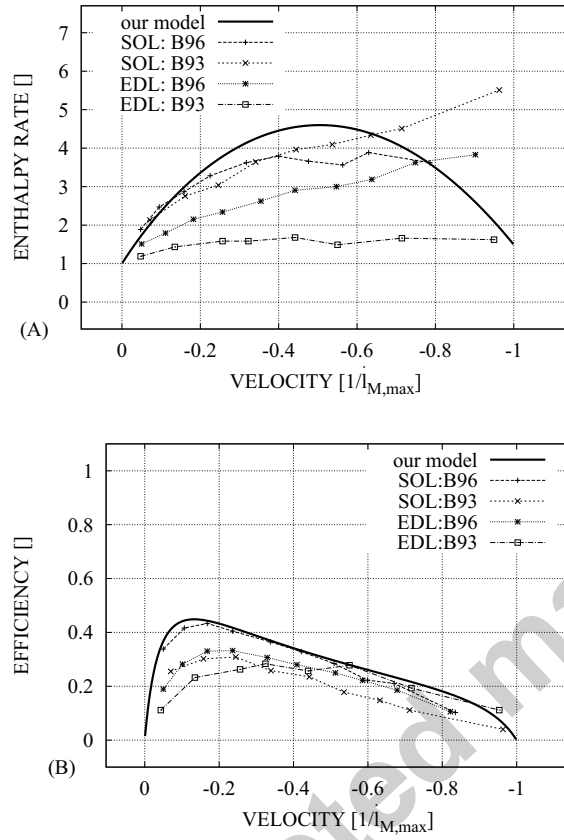 our model
SOL: B96
SOL: B93
EDL: B96
EDL: B93
7
6
5
4
3
2
1
0
ENTHALPY RATE []
(A)
0 -0.2 -0.4 -0.6 -0.8 -1
VELOCITY [1/i̇M,max]
our model
SOL:B96
SOL:B93
EDL:B96
EDL:B93
1
0.8
0.6
0.4
0.2
0
EFFICIENCY []
(B)
0 -0.2 -0.4 -0.6 -0.8 -1
VELOCITY [1/i̇M,max]